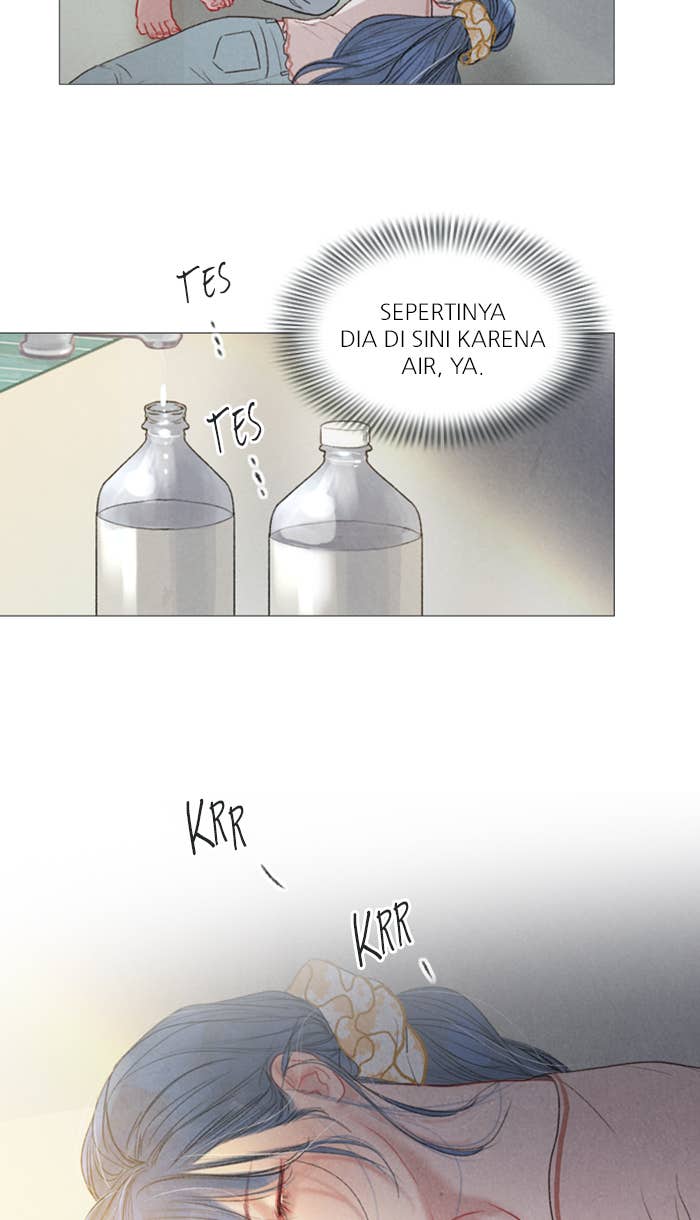 TES
SEPERTINYA
DIA DI SINI KARENA
AIR, YA.
TES
KRR
KRR